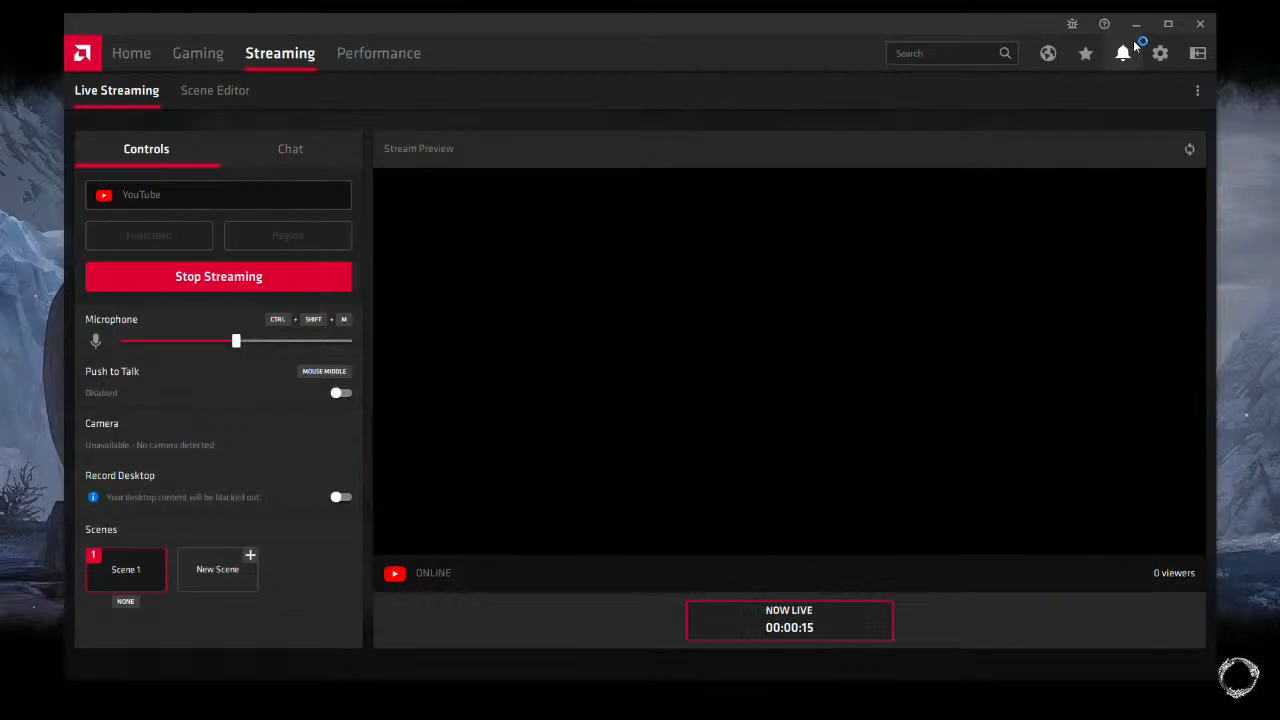 Home Gaming Streaming Performance Search
Live Streaming Scene Editor
Controls Chat
Stream Preview
YouTube
Fullscreen Region
Stop Streaming
Microphone CTRL + SHIFT + M
Push to Talk MOUSE MIDDLE
Disabled
Camera
Unavailable - No camera detected
Record Desktop
Your desktop content will be blacked out.
Scenes
1
Scene 1 New Scene
NONE
ONLINE 0 viewers
NOW LIVE
00:00:15